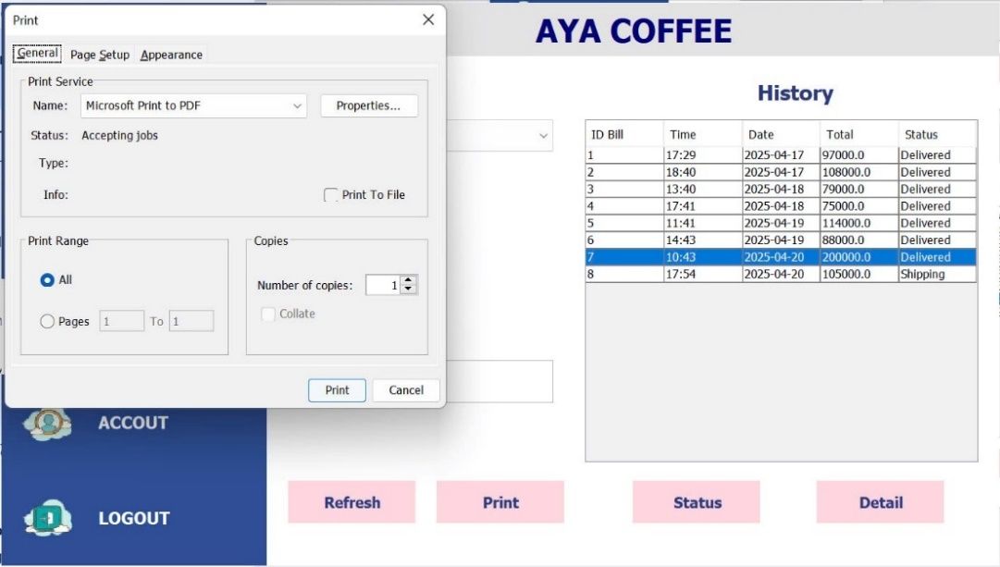 Print
General Page Setup Appearance
Print Service
Name: Microsoft Print to PDF Properties...
Status: Accepting jobs
Type:
Info: Print To File
Print Range
All
Pages 1 To 1
Copies
Number of copies: 1
Collate
Print Cancel
ACCOUT
LOGOUT
AYA COFFEE
History
ID Bill Time Date Total Status
1 17:29 2025-04-17 97000.0 Delivered
2 18:40 2025-04-17 108000.0 Delivered
3 13:40 2025-04-18 79000.0 Delivered
4 17:41 2025-04-18 75000.0 Delivered
5 11:41 2025-04-19 114000.0 Delivered
6 14:43 2025-04-19 88000.0 Delivered
7 10:43 2025-04-20 200000.0 Delivered
8 17:54 2025-04-20 105000.0 Shipping
Refresh Print Status Detail